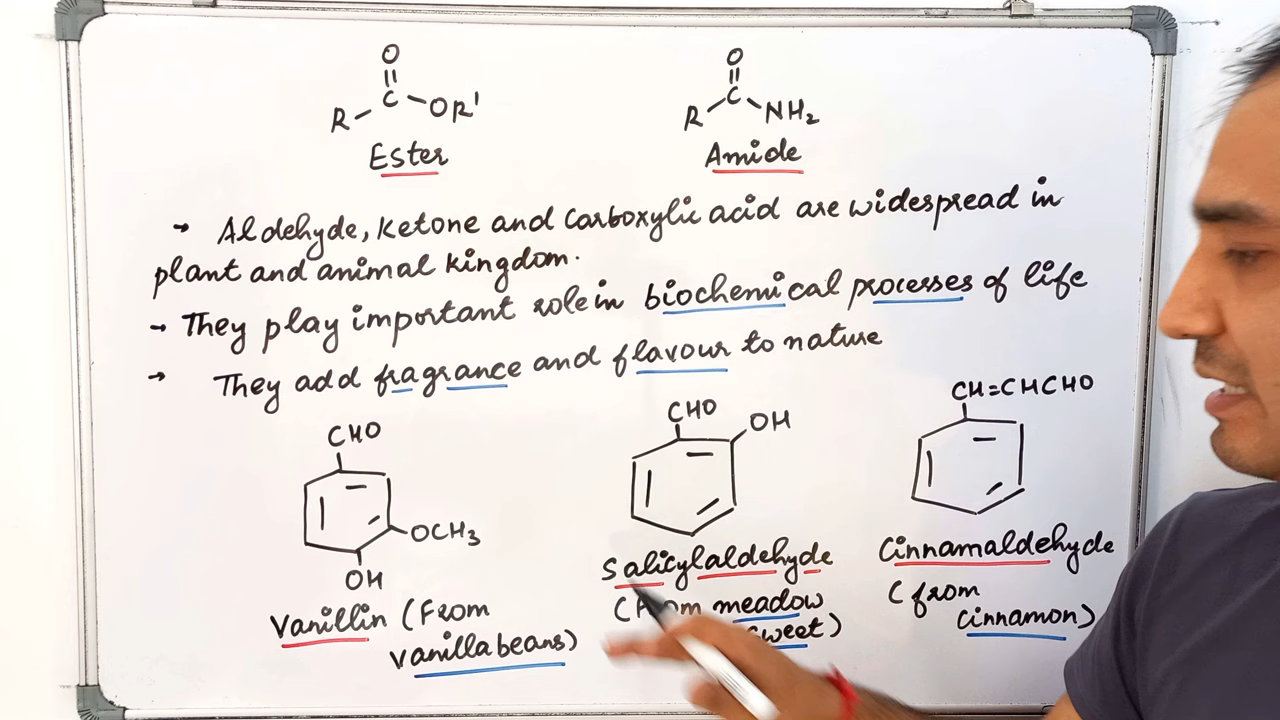 O O
R C OR' R C NH₂
Ester Amide
→ Aldehyde, Ketone and Carboxylic acid are widespread in
plant and animal kingdom.
→ They play important role in biochemical processes of life
→ They add fragrance and flavour to nature
CHO CHO OH CH=CHCHO
OCH₃
OH
Vanillin (From
vanilla beans)
Salicylaldehyde
meadow
sweet)
Cinnamaldehyde
(from
cinnamon)